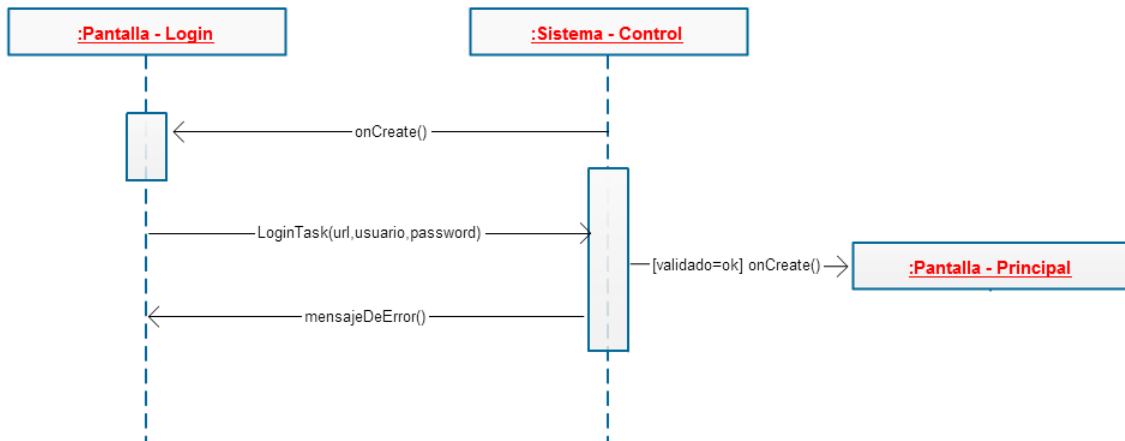 :Pantalla - Login
:Sistema - Control
onCreate()
LoginTask(url,usuario,password)
[validado=ok] onCreate()
:Pantalla - Principal
mensajeDeError()